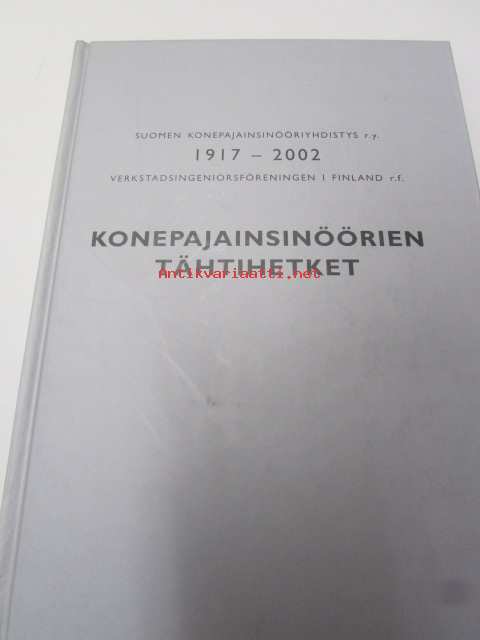 SUOMEN KONEPAJAINSINÖÖRIYHDISTYS r.y.
1917 – 2002
VERKSTADSINGENIORSFÖRENINGEN I FINLAND r.f.
KONEPAJAINSINÖÖRIEN
TÄHTIHETKET
Antikvariaatti.net